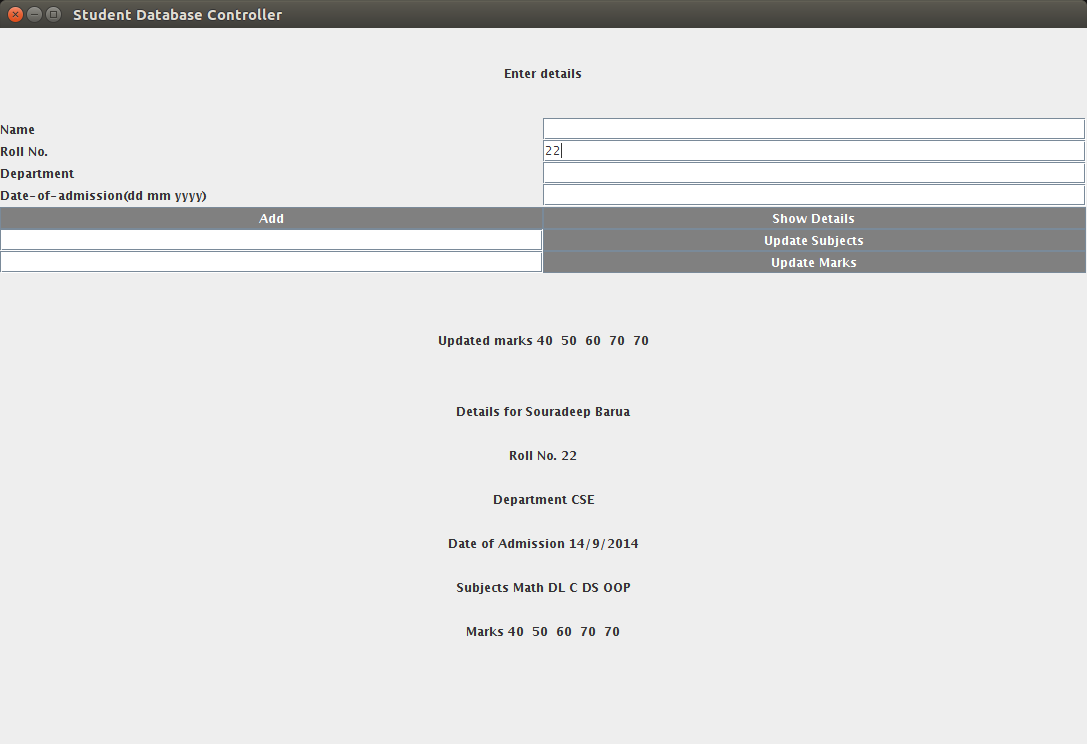 Student Database Controller
Enter details
Name
Roll No. 22
Department
Date-of-admission(dd mm yyyy)
Add Show Details
Update Subjects
Update Marks
Updated marks 40 50 60 70 70
Details for Souradeep Barua
Roll No. 22
Department CSE
Date of Admission 14/9/2014
Subjects Math DL C DS OOP
Marks 40 50 60 70 70